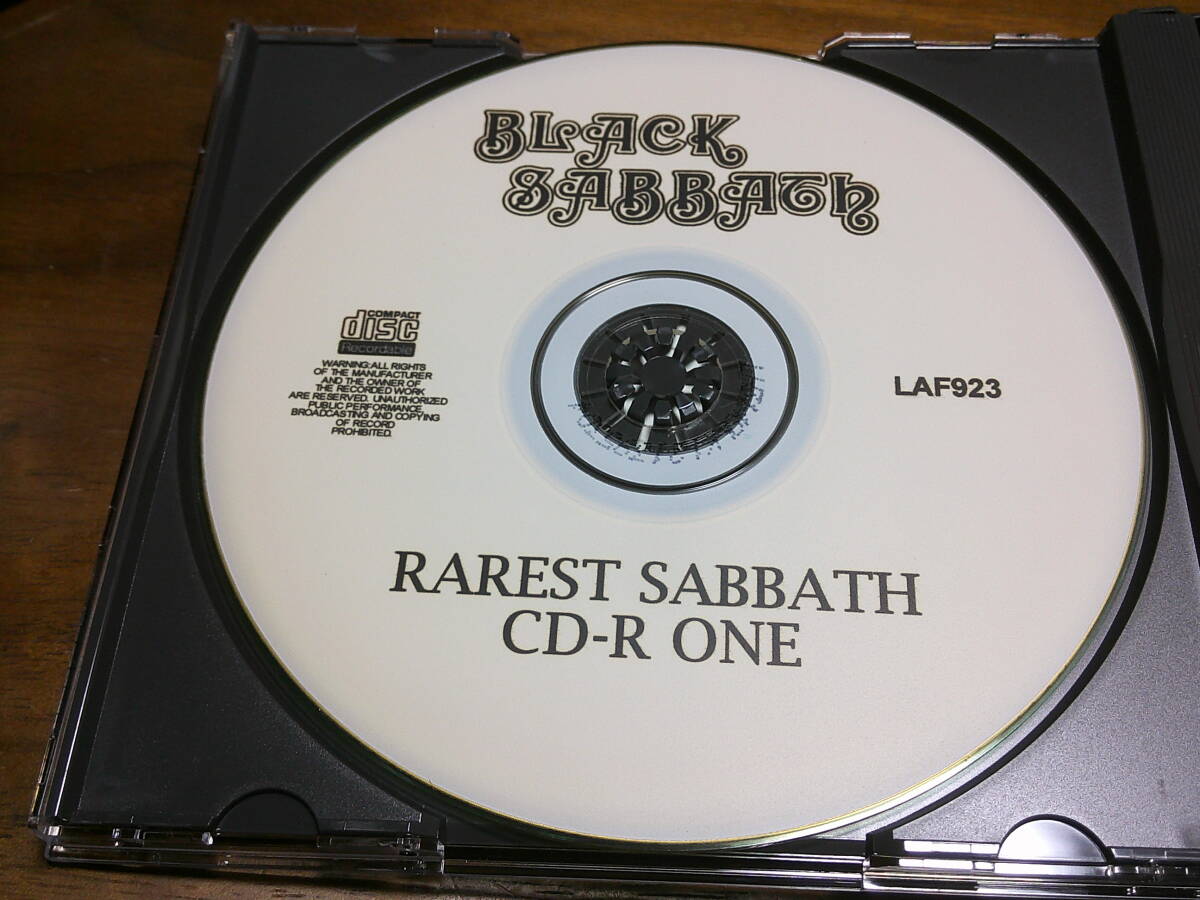 BLACK
SABBATH
COMPACT
disc
Recordable
WARNING:ALL RIGHTS
OF THE MANUFACTURER
AND THE OWNER OF
THE RECORDED WORK
ARE RESERVED. UNAUTHORIZED
PUBLIC PERFORMANCE,
BROADCASTING AND COPYING
OF RECORD
PROHIBITED.
LAF923
RAREST SABBATH
CD-R ONE